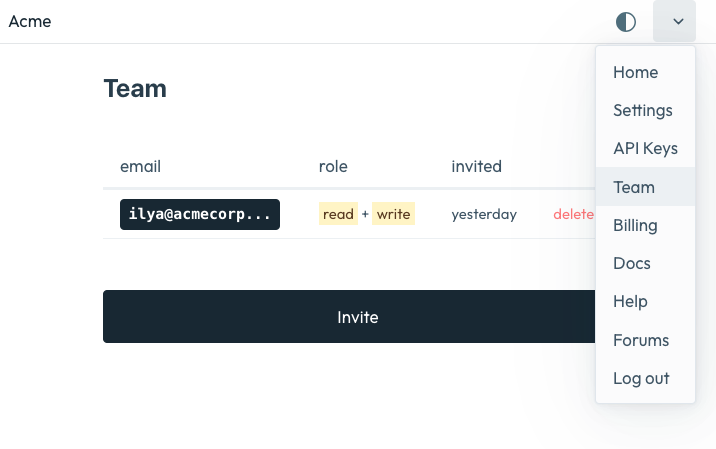 Acme
Home
Team
Settings
API Keys
email role invited
Team
ilya@acmecorp... read + write yesterday delete
Billing
Docs
Help
Invite
Forums
Log out